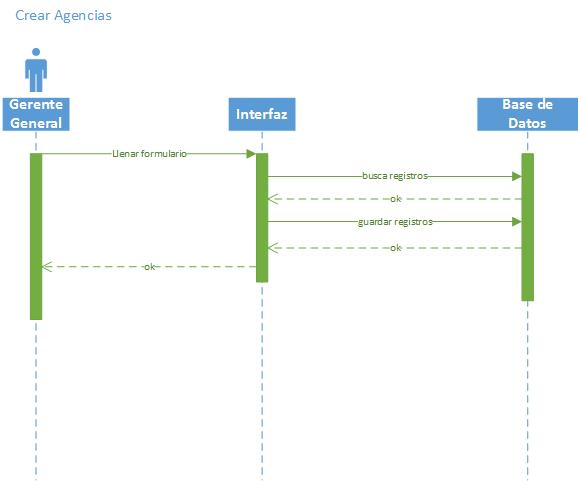 Crear Agencias
Gerente
General
Interfaz
Base de
Datos
Llenar formulario
busca registros
ok
guardar registros
ok
ok